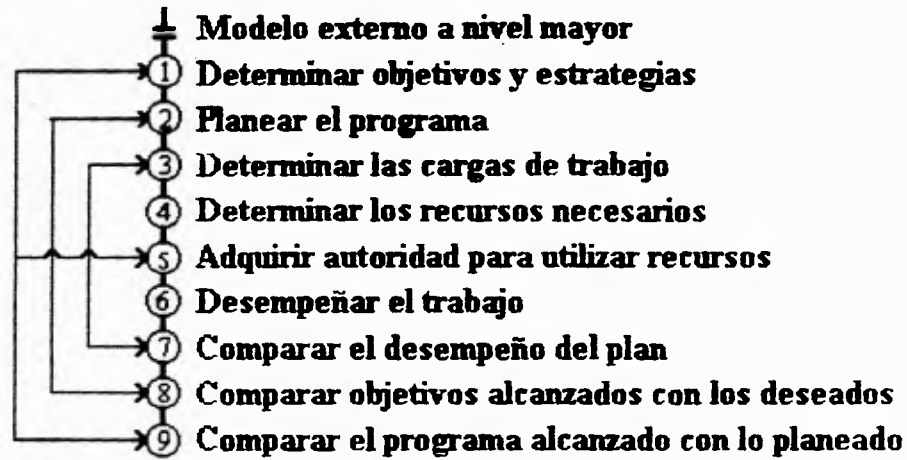 Modelo externo a nivel mayor
1 Determinar objetivos y estrategias
2 Planear el programa
3 Determinar las cargas de trabajo
4 Determinar los recursos necesarios
5 Adquirir autoridad para utilizar recursos
6 Desempeñar el trabajo
7 Comparar el desempeño del plan
8 Comparar objetivos alcanzados con los deseados
9 Comparar el programa alcanzado con lo planeado